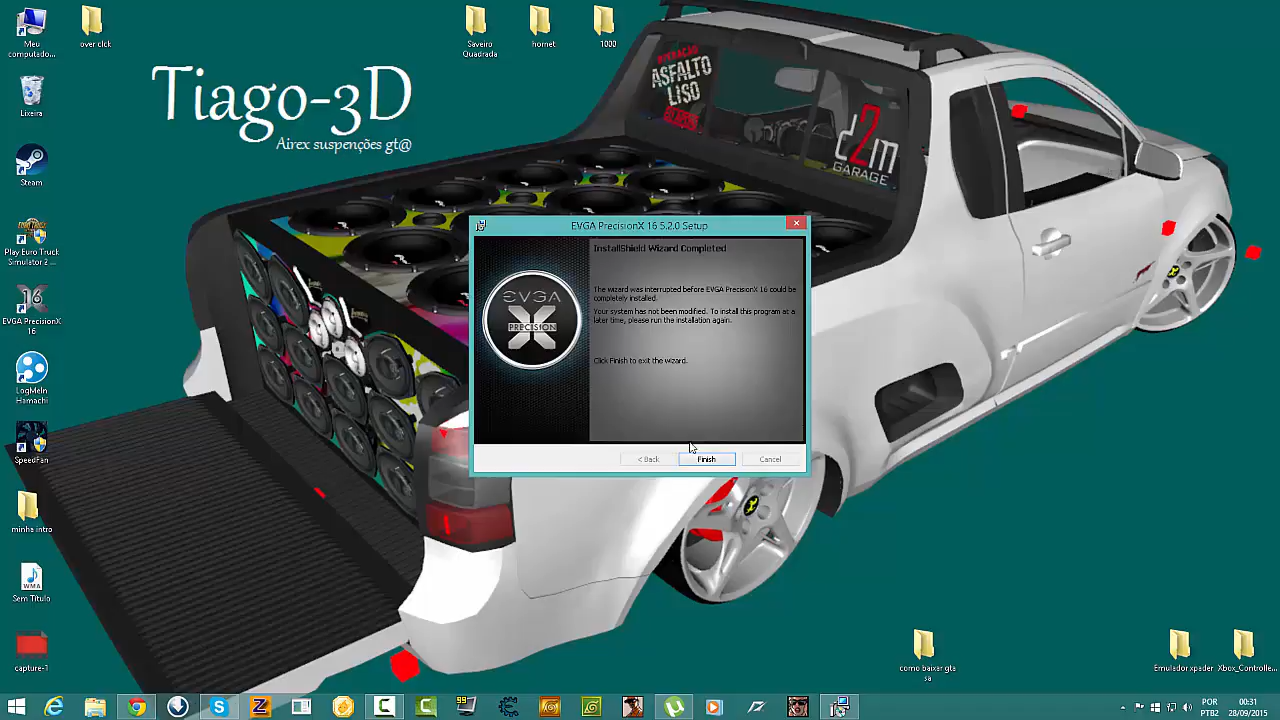 Meu
computado...
over clck
Saveiro
Quadrada
hornet
1000
Lixeira
Steam
Play Euro Truck
Simulator 2 ...
EVGA PrecisionX
16
LogMeIn
Hamachi
SpeedFan
minha intro
Sem Título
WMA
capture-1
Tiago-3D
Airex suspenções gt@
OPERAÇÃO
ASFALTO
LISO
d2m
GARAGE
EVGA PrecisionX 16 5.2.0 Setup
InstallShield Wizard Completed
EVGA
X
PRECISION
The wizard was interrupted before EVGA PrecisionX 16 could be
completely installed.
Your system has not been modified. To install this program at a
later time, please run the installation again.
Click Finish to exit the wizard.
< Back
Finish
Cancel
como baixar gta
sa
Emulador xpader
Xbox_Controlle...
POR
PTB2
00:31
28/09/2015